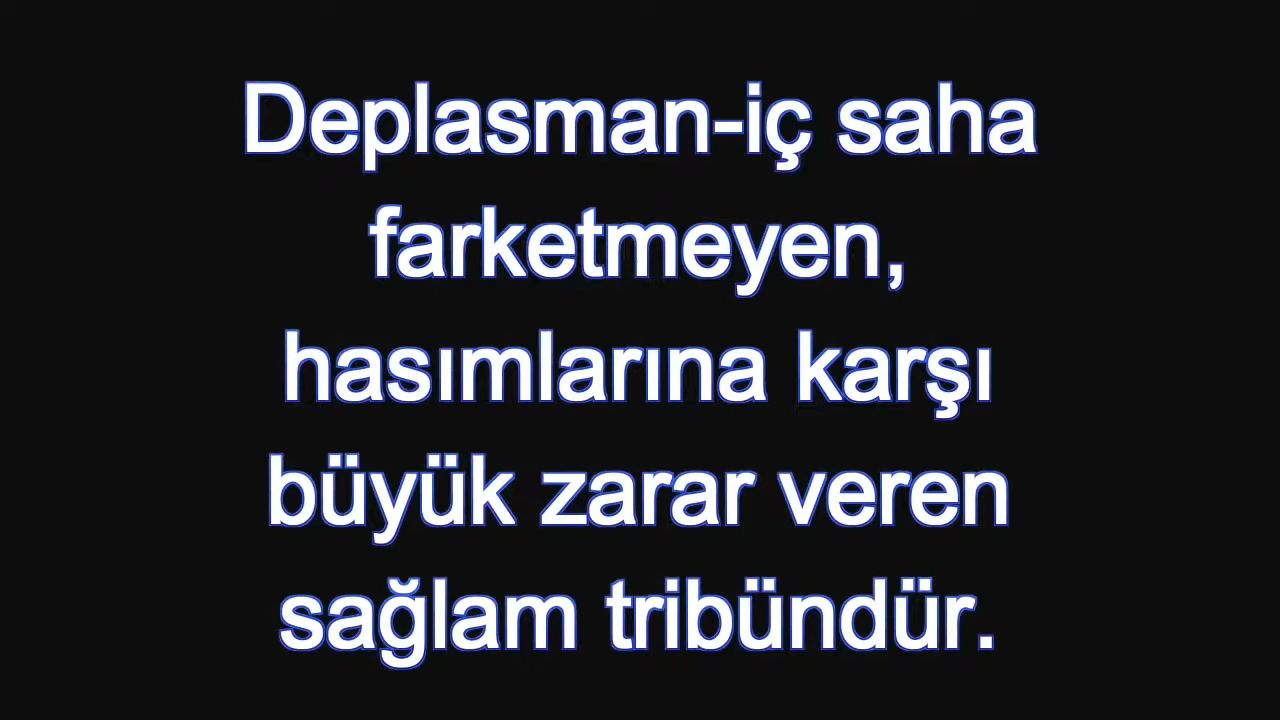 Deplasman-iç saha
farketmeyen,
hasımlarına karşı
büyük zarar veren
sağlam tribündür.